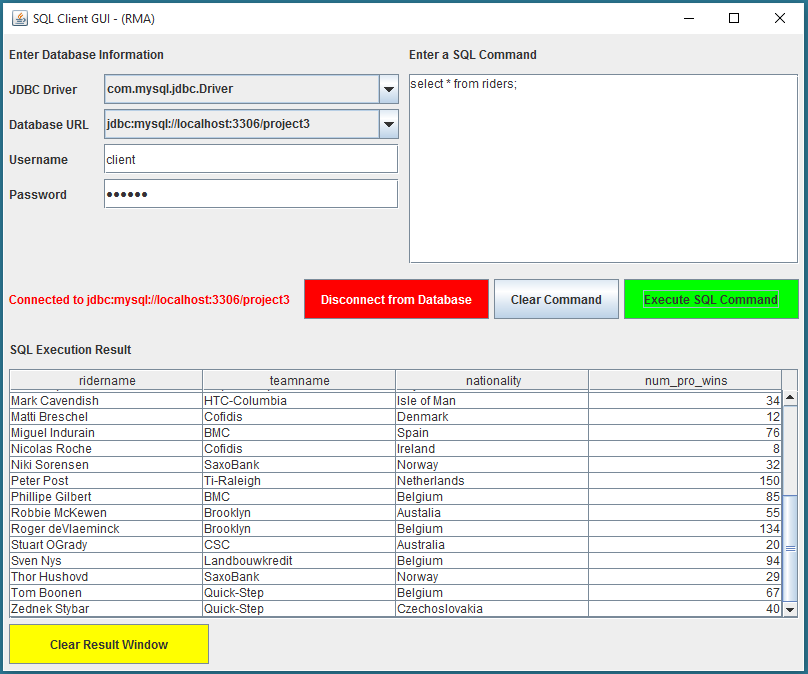 SQL Client GUI - (RMA)
Enter Database Information
Enter a SQL Command
JDBC Driver com.mysql.jdbc.Driver
Database URL jdbc:mysql://localhost:3306/project3
Username client
Password ••••••
select * from riders;
Connected to jdbc:mysql://localhost:3306/project3 Disconnect from Database Clear Command Execute SQL Command
SQL Execution Result
ridername teamname nationality num_pro_wins
Mark Cavendish HTC-Columbia Isle of Man 34
Matti Breschel Cofidis Denmark 12
Miguel Indurain BMC Spain 76
Nicolas Roche Cofidis Ireland 8
Niki Sorensen SaxoBank Norway 32
Peter Post Ti-Raleigh Netherlands 150
Phillipe Gilbert BMC Belgium 85
Robbie McKewen Brooklyn Austalia 55
Roger deVlaeminck Brooklyn Belgium 134
Stuart OGrady CSC Australia 20
Sven Nys Landbouwkredit Belgium 94
Thor Hushovd SaxoBank Norway 29
Tom Boonen Quick-Step Belgium 67
Zednek Stybar Quick-Step Czechoslovakia 40
Clear Result Window